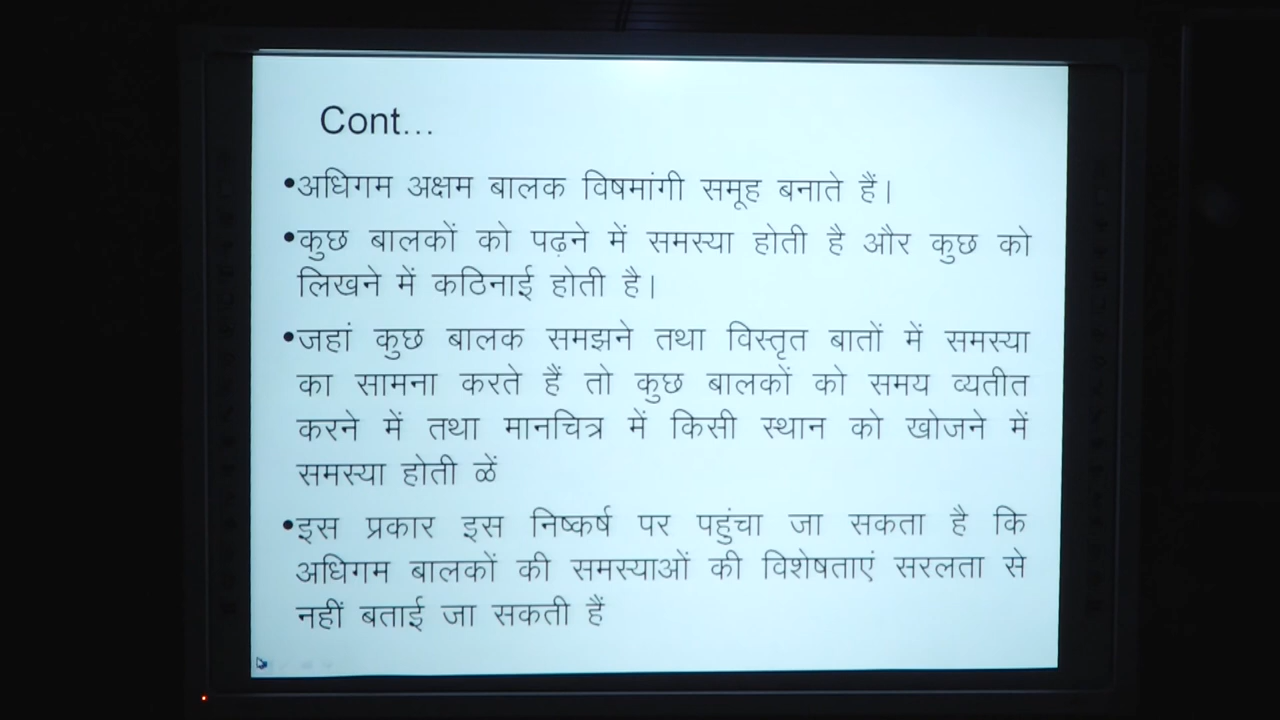 Cont...
•अधिगम अक्षम बालक विषमांगी समूह बनाते हैं।
•कुछ बालकों को पढ़ने में समस्या होती है और कुछ को
लिखने में कठिनाई होती है।
•जहां कुछ बालक समझने तथा विस्तृत बातों में समस्या
का सामना करते हैं तो कुछ बालकों को समय व्यतीत
करने में तथा मानचित्र में किसी स्थान को खोजने में
समस्या होती ळें
•इस प्रकार इस निष्कर्ष पर पहुंचा जा सकता है कि
अधिगम बालकों की समस्याओं की विशेषताएं सरलता से
नहीं बताई जा सकती हैं